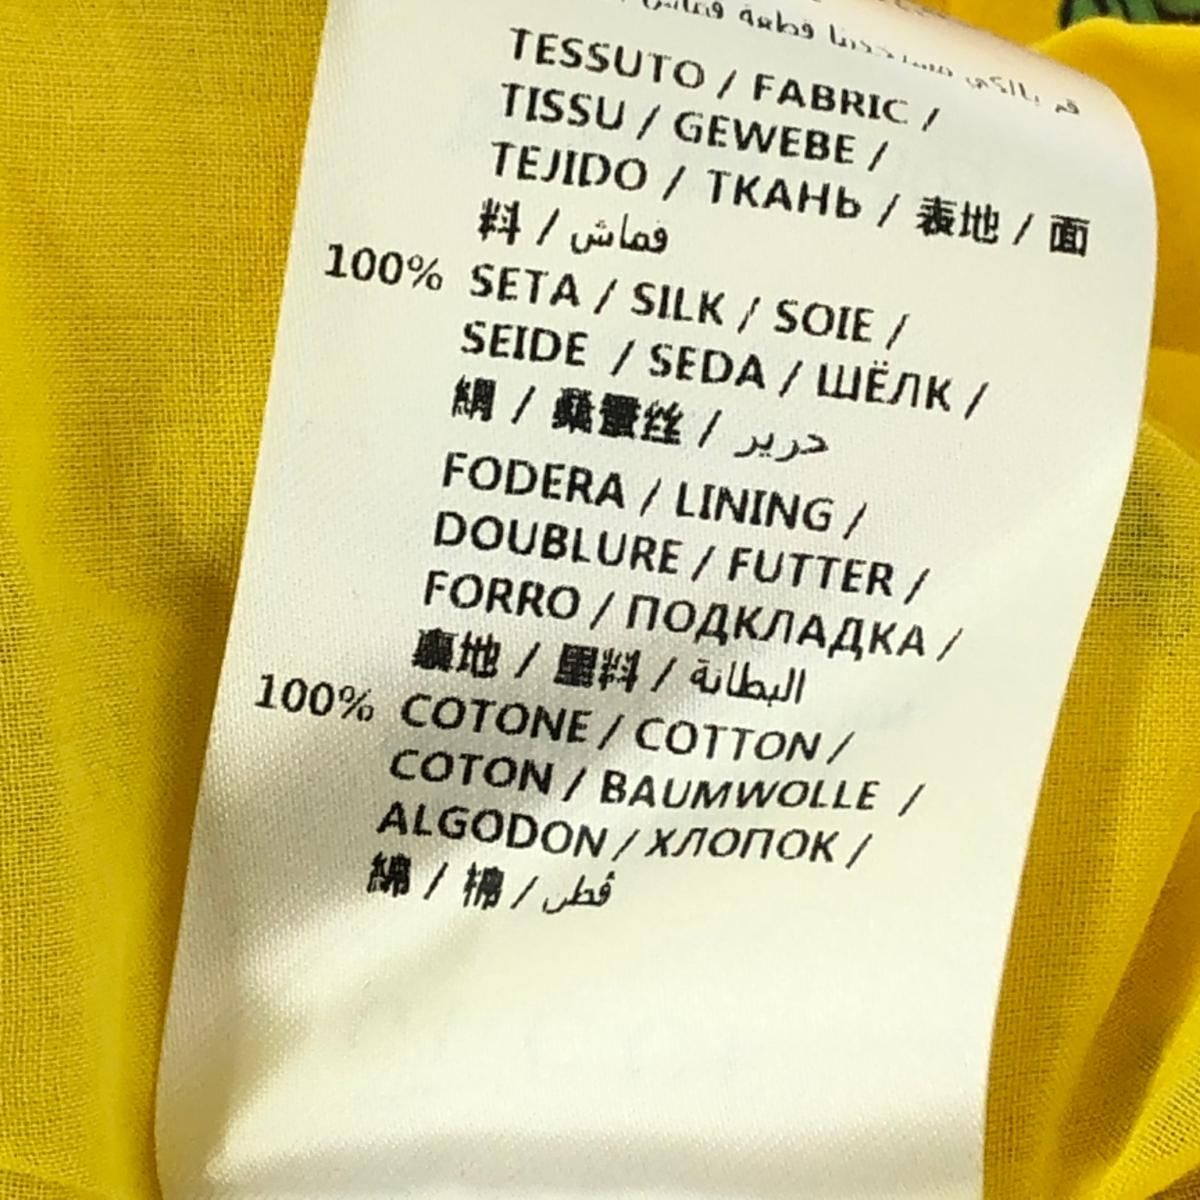 TESSUTO / FABRIC /
TISSU / GEWEBE /
TEJIDO / ТКАНЬ / 表地 / 面
料 / قماش
100% SETA / SILK / SOIE /
SEIDE / SEDA / ШЁЛК /
絹 / 桑蚕丝 / حرير
FODERA / LINING /
DOUBLURE / FUTTER /
FORRO / ПОДКЛАДКА /
裏地 / 里料 / البطانة
100% COTONE / COTTON /
COTON / BAUMWOLLE /
ALGODON / ХЛОПОК /
綿 / 棉 / قطن